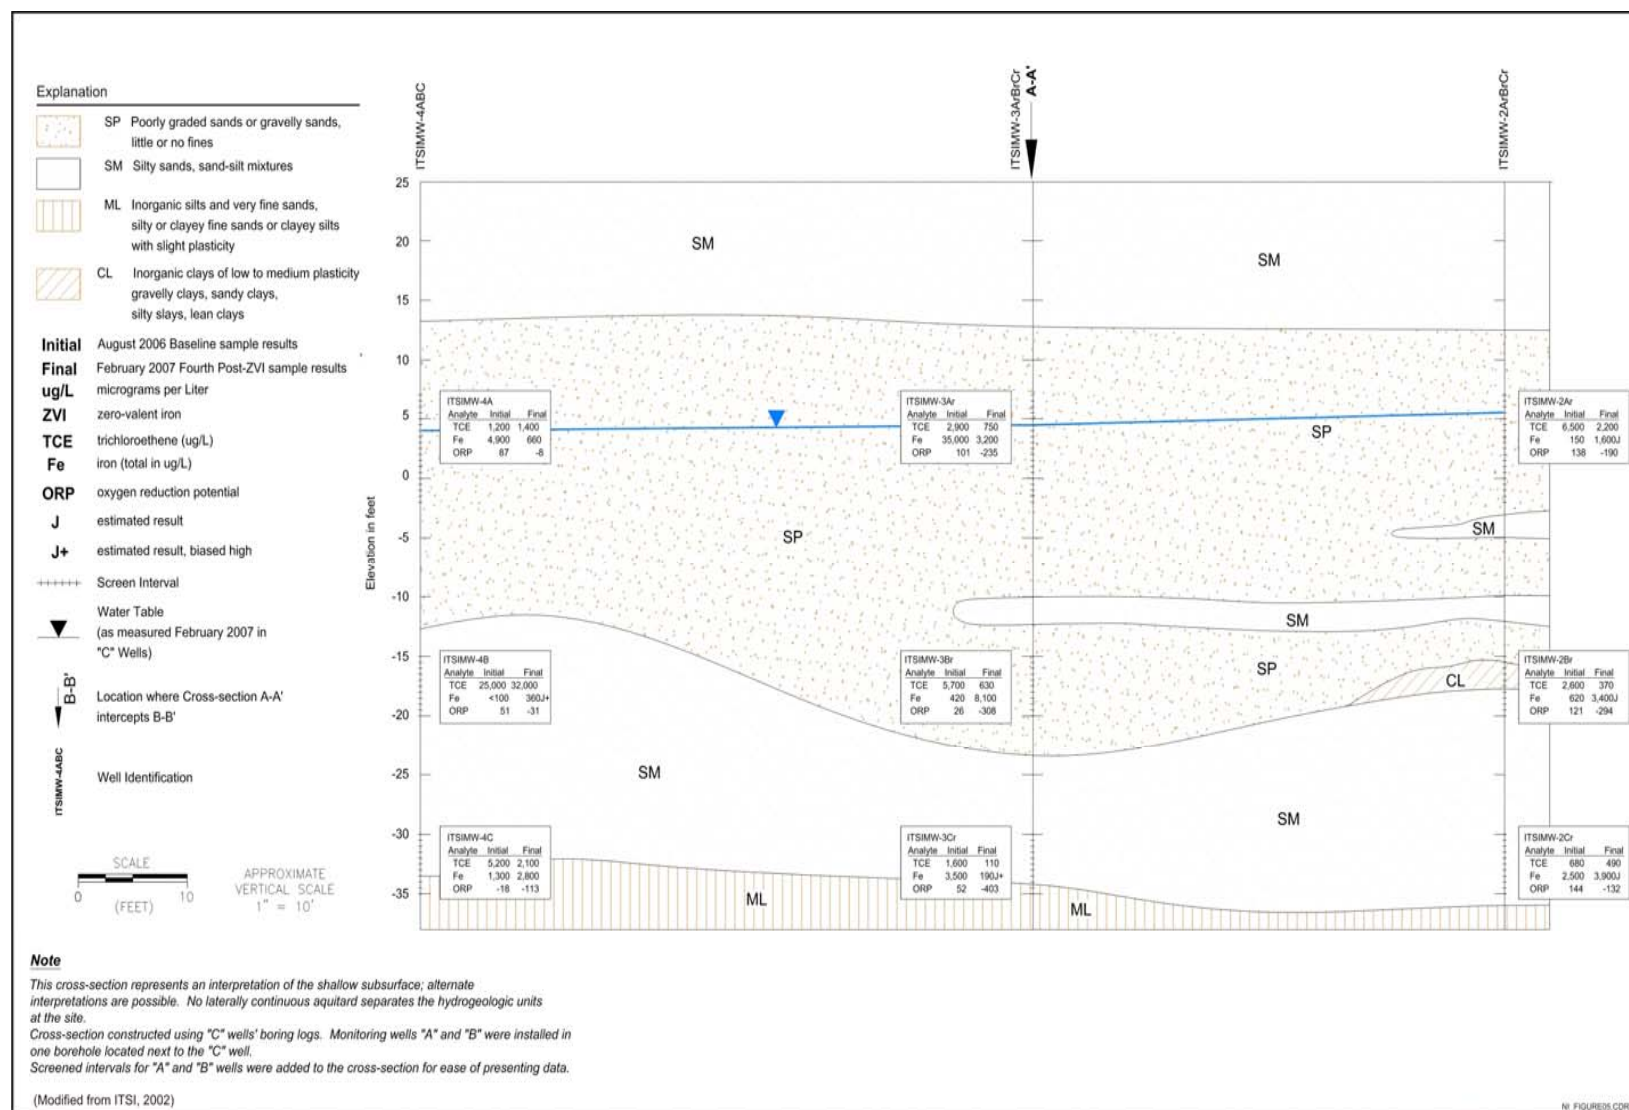 Explanation
SP Poorly graded sands or gravelly sands,
little or no fines
SM Silty sands, sand-silt mixtures
ML Inorganic silts and very fine sands,
silty or clayey fine sands or clayey silts
with slight plasticity
CL Inorganic clays of low to medium plasticity
gravelly clays, sandy clays,
silty slays, lean clays
Initial August 2006 Baseline sample results
Final February 2007 Fourth Post-ZVI sample results
ug/L micrograms per Liter
ZVI zero-valent iron
TCE trichloroethene (ug/L)
Fe iron (total in ug/L)
ORP oxygen reduction potential
J estimated result
J+ estimated result, biased high
Screen Interval
Water Table
(as measured February 2007 in
"C" Wells)
B-B'
Location where Cross-section A-A'
intercepts B-B'
ITSIMW-4ABC
Well Identification
SCALE
0 10
(FEET)
APPROXIMATE
VERTICAL SCALE
1" = 10'
ITSIMW-4ABC
ITSIMW-3ArBrCr
A-A'
ITSIMW-2ArBrCr
Elevation in feet
25
20
15
10
5
0
-5
-10
-15
-20
-25
-30
-35
SM
SM
ITSIMW-4A
Analyte Initial Final
TCE 1,200 1,400
Fe 4,900 660
ORP 87 -8
ITSIMW-3Ar
Analyte Initial Final
TCE 2,900 750
Fe 35,000 3,200
ORP 101 -235
ITSIMW-2Ar
Analyte Initial Final
TCE 6,500 2,200
Fe 150 1,600J
ORP 138 -190
SP
SP
SM
SM
ITSIMW-4B
Analyte Initial Final
TCE 25,000 32,000
Fe <100 360J+
ORP 51 -31
ITSIMW-3Br
Analyte Initial Final
TCE 5,700 630
Fe 420 8,100
ORP 26 -308
SP
CL
ITSIMW-2Br
Analyte Initial Final
TCE 2,600 370
Fe 620 3,400J
ORP 121 -294
SM
SM
ITSIMW-4C
Analyte Initial Final
TCE 5,200 2,100
Fe 1,300 2,800
ORP -18 -113
ITSIMW-3Cr
Analyte Initial Final
TCE 1,600 110
Fe 3,500 190J+
ORP 52 -403
ITSIMW-2Cr
Analyte Initial Final
TCE 680 490
Fe 2,500 3,900J
ORP 144 -132
ML
ML
Note
This cross-section represents an interpretation of the shallow subsurface; alternate
interpretations are possible. No laterally continuous aquitard separates the hydrogeologic units
at the site.
Cross-section constructed using "C" wells' boring logs. Monitoring wells "A" and "B" were installed in
one borehole located next to the "C" well.
Screened intervals for "A" and "B" wells were added to the cross-section for ease of presenting data.
(Modified from ITSI, 2002)
NI_FIGURE05.CDR